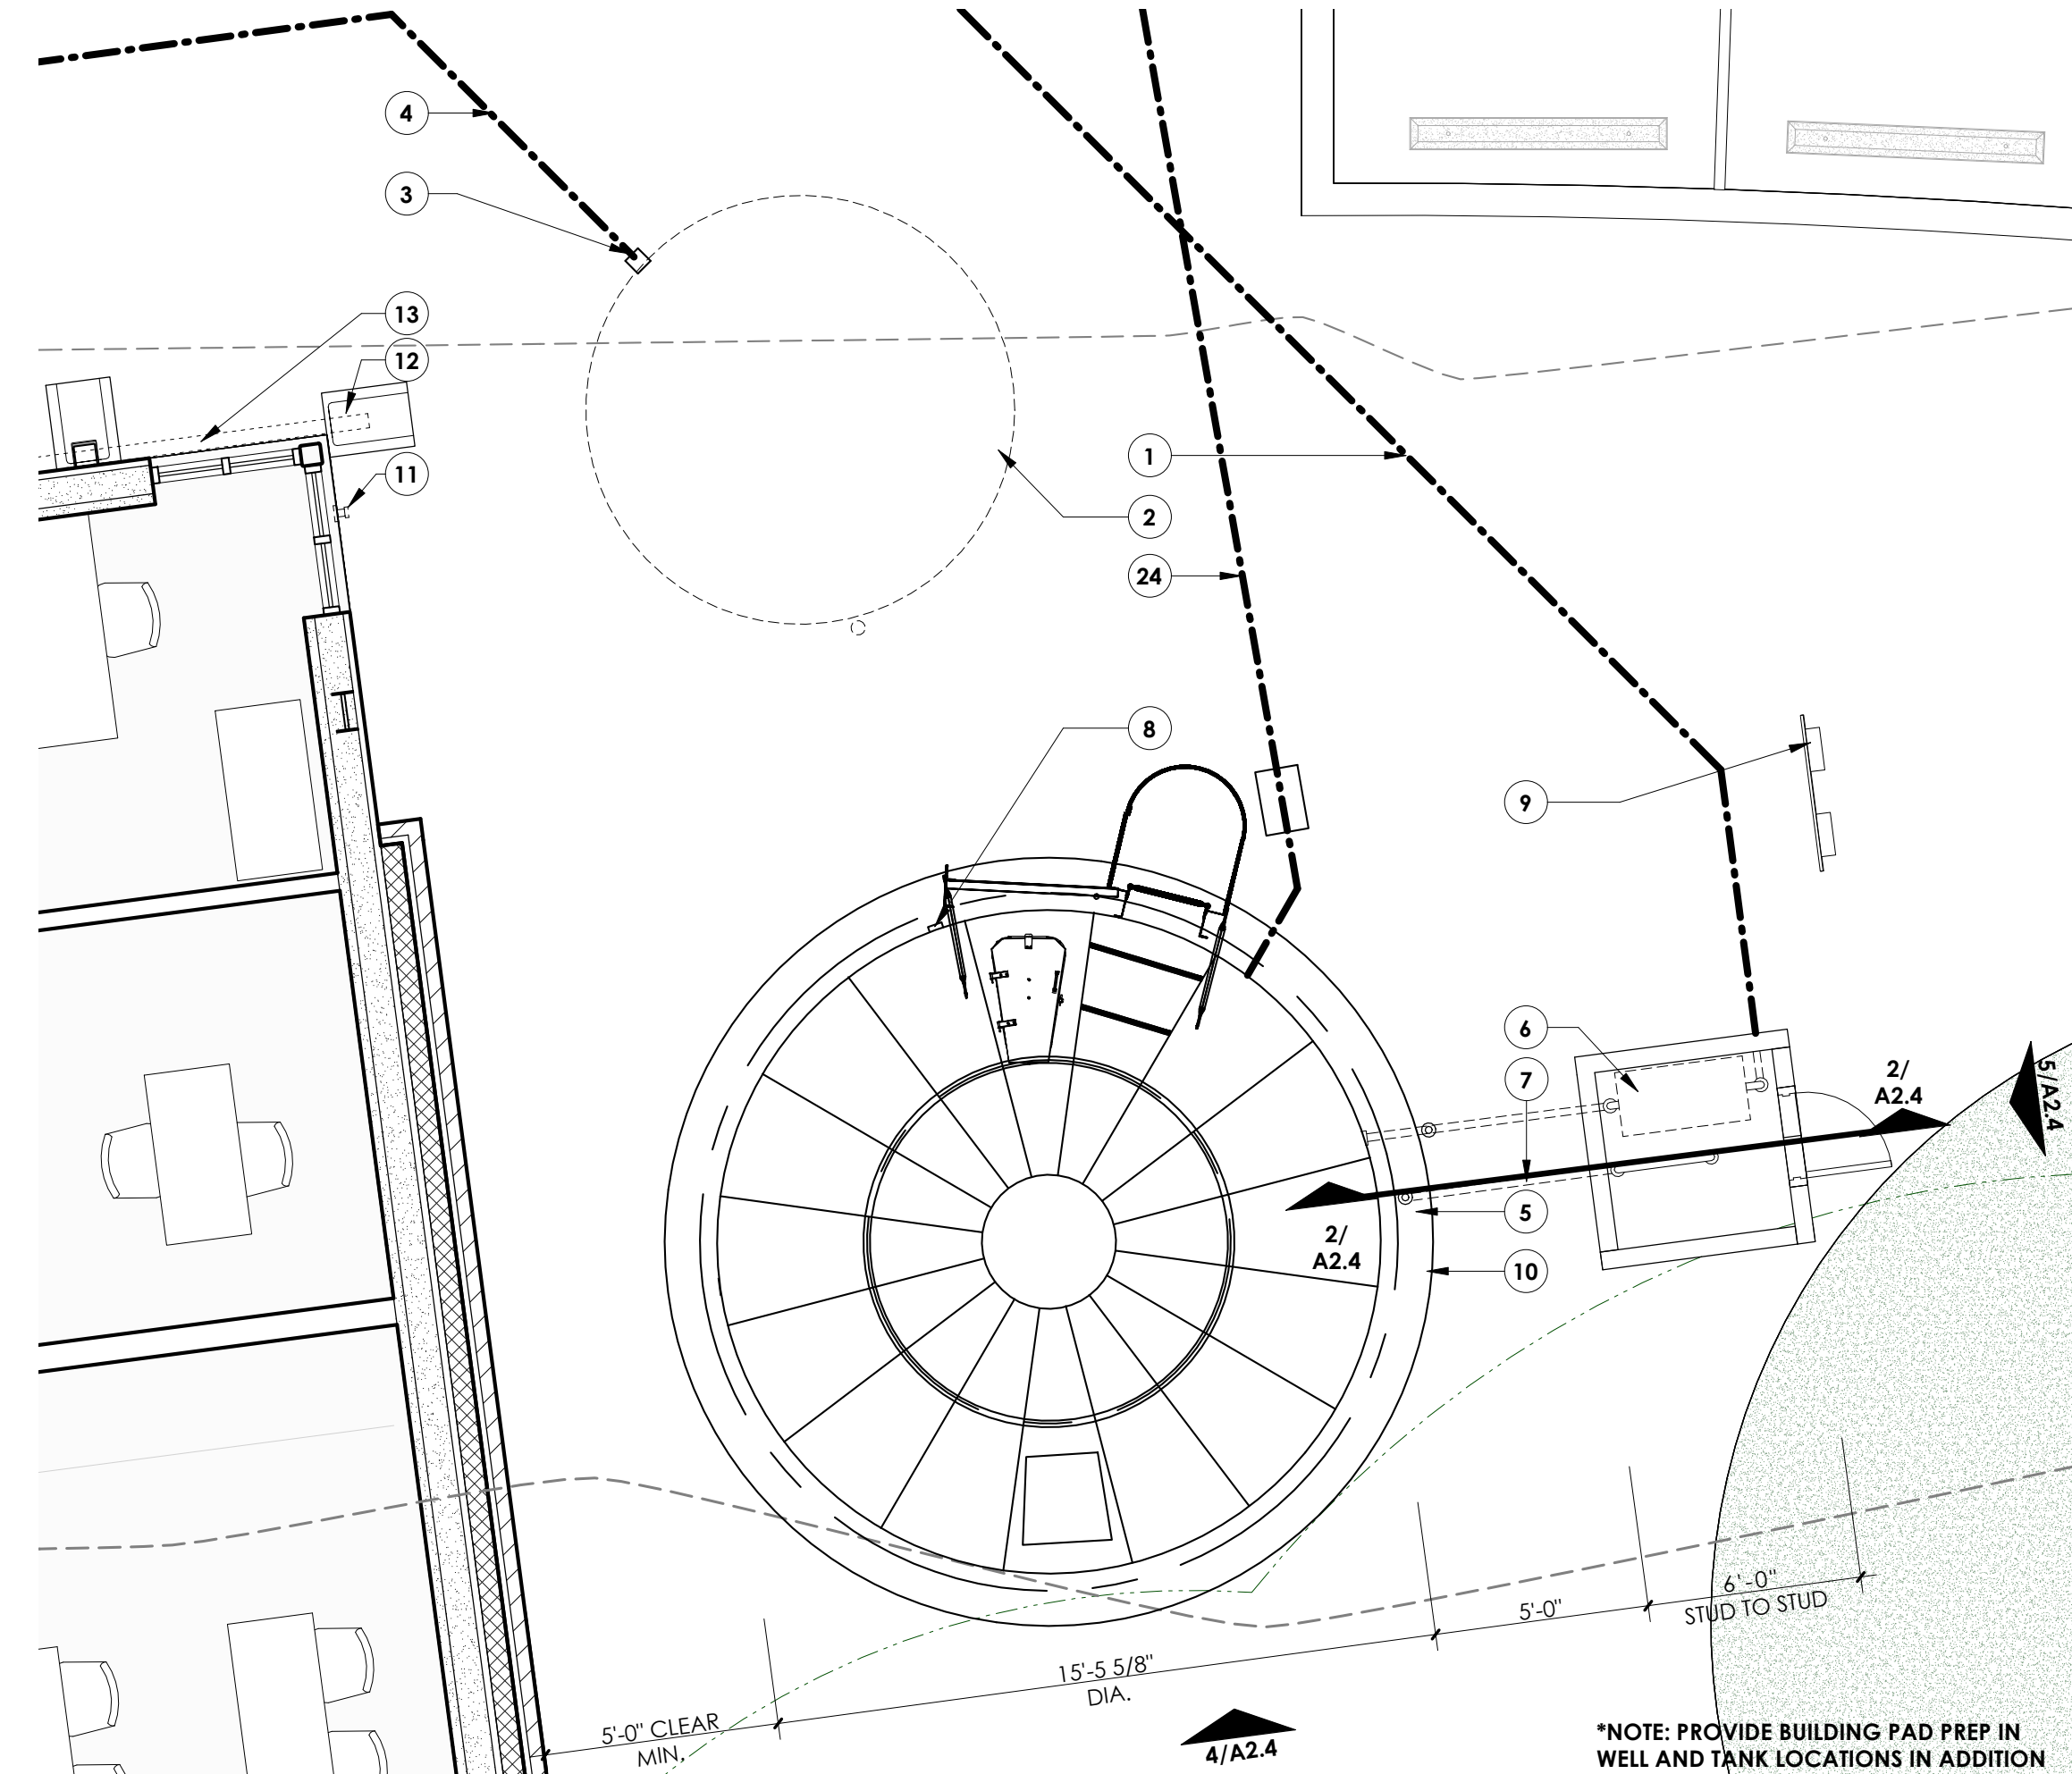 4
3
13
12
11
1
2
24
8
9
6
7
2/
A2.4
5/A2.4
5
2/
A2.4
10
6'-0"
STUD TO STUD
5'-0"
15'-5 5/8"
DIA.
5'-0" CLEAR
MIN.
4/A2.4
*NOTE: PROVIDE BUILDING PAD PREP IN
WELL AND TANK LOCATIONS IN ADDITION